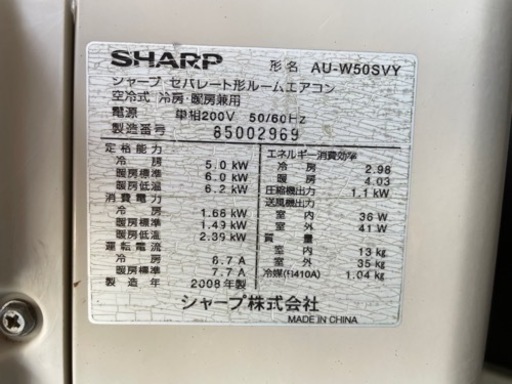 SHARP 形名 AU-W50SVY
シャープ セパレート形ルームエアコン
空冷式 冷房・暖房兼用
電源 単相200V 50/60Hz
製造番号 85002969
定格能力
冷房 5.0 kW
暖房標準 6.0 kW
暖房低温 6.2 kW
消費電力
冷房 1.68 kW
暖房標準 1.49 kW
暖房低温 2.39 kW
運転電流
冷房 8.7 A
暖房標準 7.7 A
製造年 2008年製
エネルギー消費効率
冷房 2.98
暖房 4.03
圧縮機出力 1.1 kW
送風機出力
室内 36 W
室外 41 W
質量
室内 13 kg
室外 35 kg
冷媒(R410A) 1.04 kg
シャープ株式会社
MADE IN CHINA